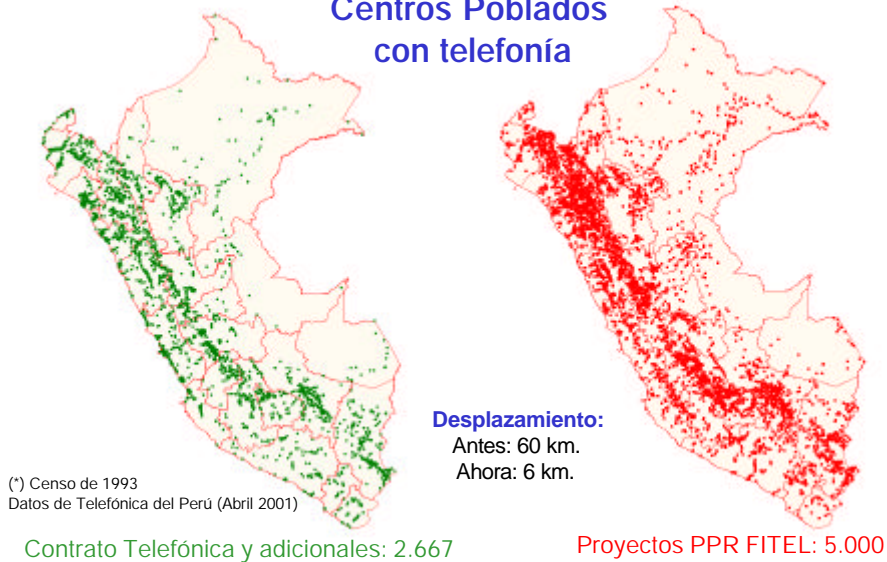 Centros Poblados
con telefonía
Desplazamiento:
Antes: 60 km.
Ahora: 6 km.
(*) Censo de 1993
Datos de Telefónica del Perú (Abril 2001)
Contrato Telefónica y adicionales: 2.667
Proyectos PPR FITEL: 5.000